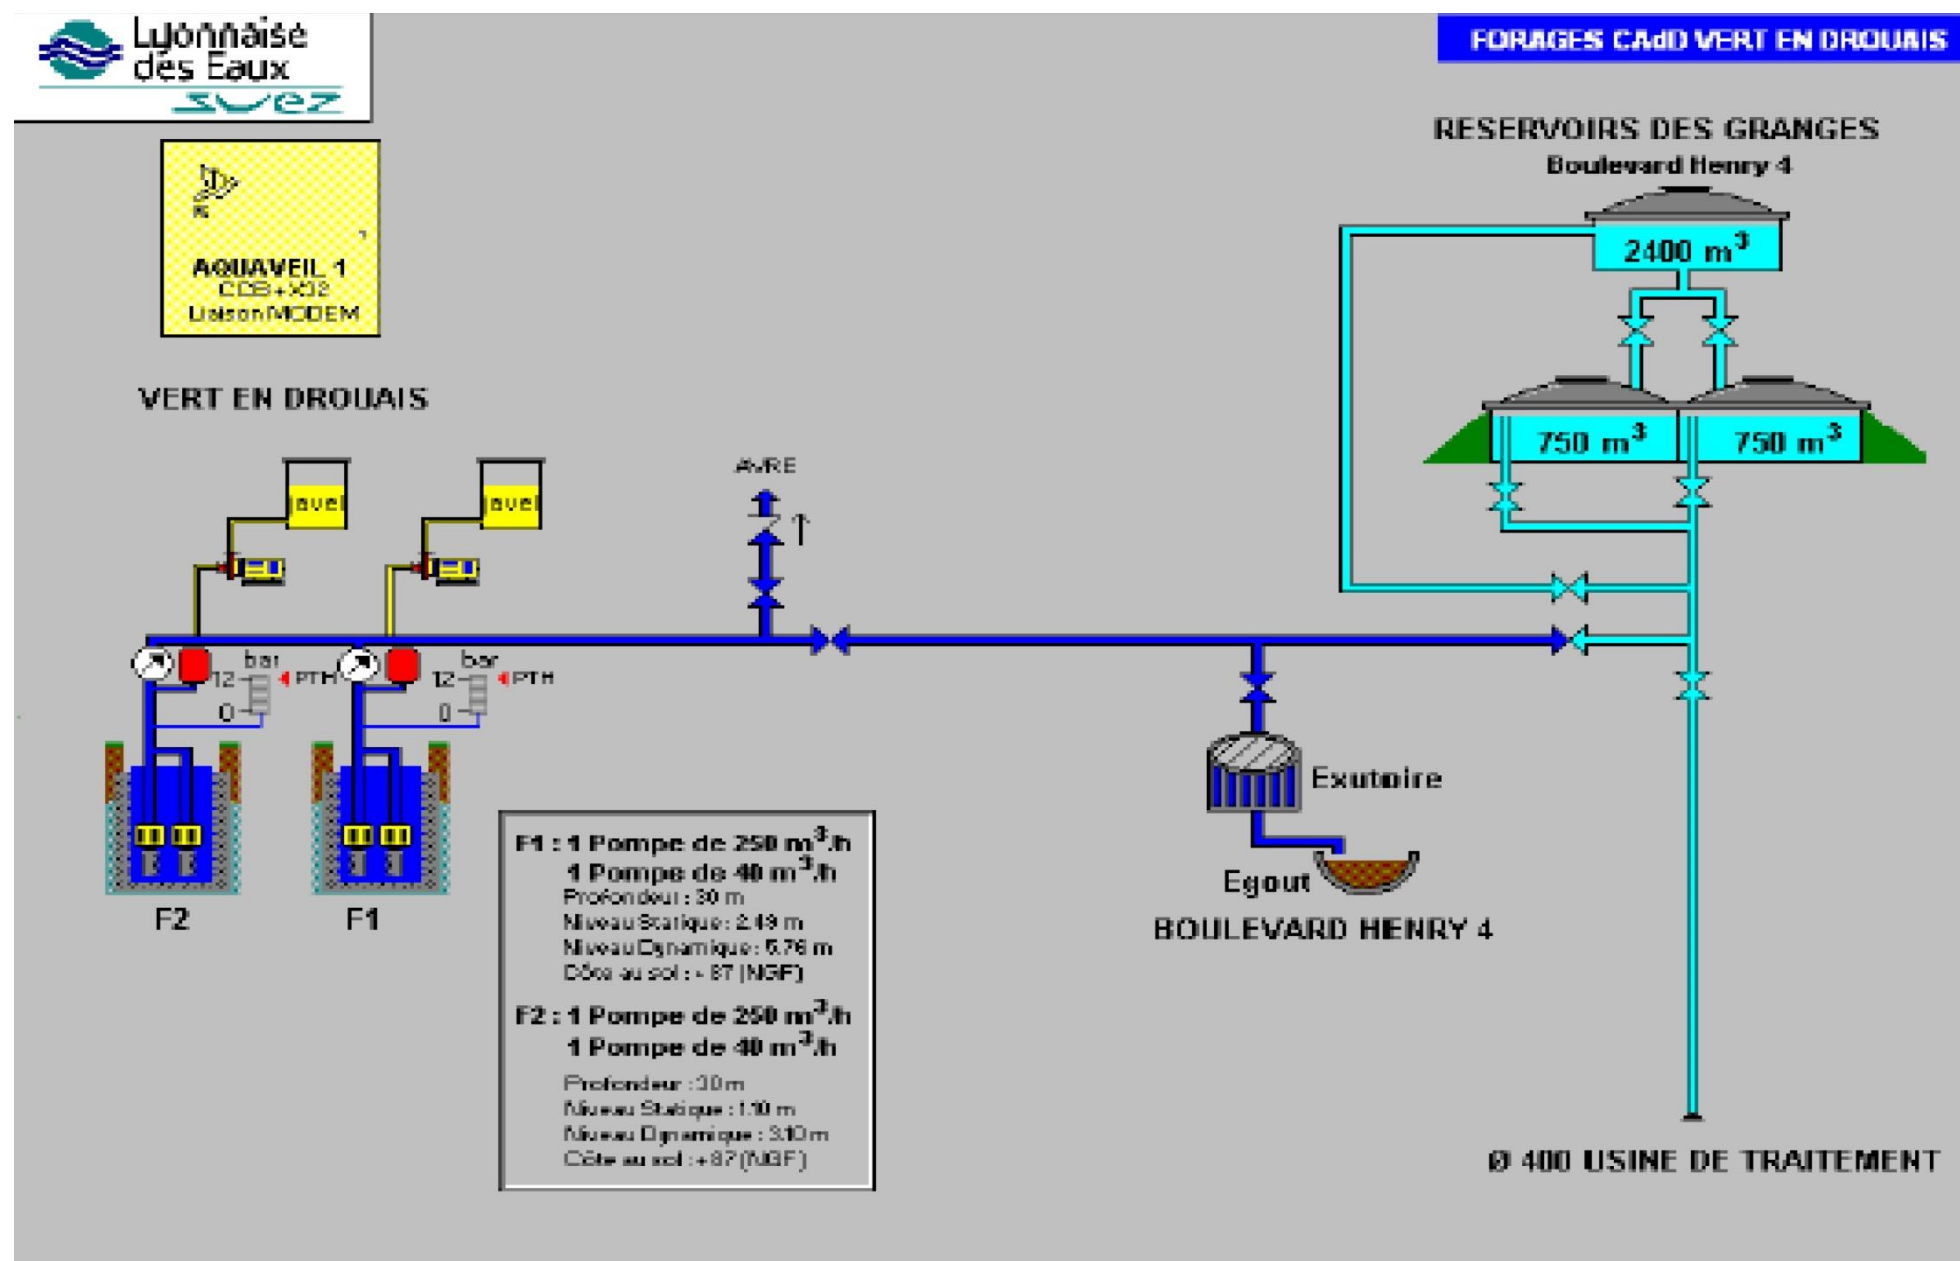 Lyonnaise
des Eaux
suez
FORAGES CAdD VERT EN DROUAIS
RESERVOIRS DES GRANGES
Boulevard Henry 4
2400 m³
750 m³
750 m³
AQUAVEIL 1
Liaison MODEM
VERT EN DROUAIS
javel
javel
AVRE
bar
12
PTH
0
bar
12
PTH
0
F2
F1
F1 : 1 Pompe de 250 m³/h
1 Pompe de 40 m³/h
Profondeur : 30 m
Niveau Statique : 2.49 m
Niveau Dynamique : 5.76 m
Côte au sol : + 87 (NGF)
F2 : 1 Pompe de 250 m³/h
1 Pompe de 40 m³/h
Profondeur : 30 m
Niveau Statique : 1.10 m
Niveau Dynamique : 3.10 m
Côte au sol : + 87 (NGF)
Exutoire
Egout
BOULEVARD HENRY 4
Ø 400 USINE DE TRAITEMENT